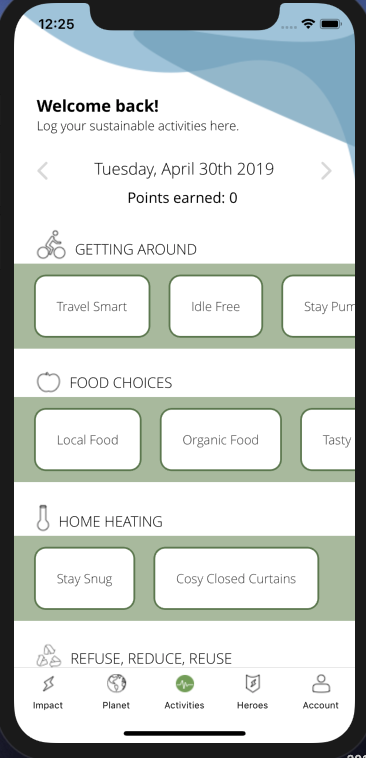 12:25
Welcome back!
Log your sustainable activities here.
Tuesday, April 30th 2019
Points earned: 0
GETTING AROUND
Travel Smart
Idle Free
Stay Pum
FOOD CHOICES
Local Food
Organic Food
Tasty
HOME HEATING
Stay Snug
Cosy Closed Curtains
REFUSE, REDUCE, REUSE
Impact
Planet
Activities
Heroes
Account